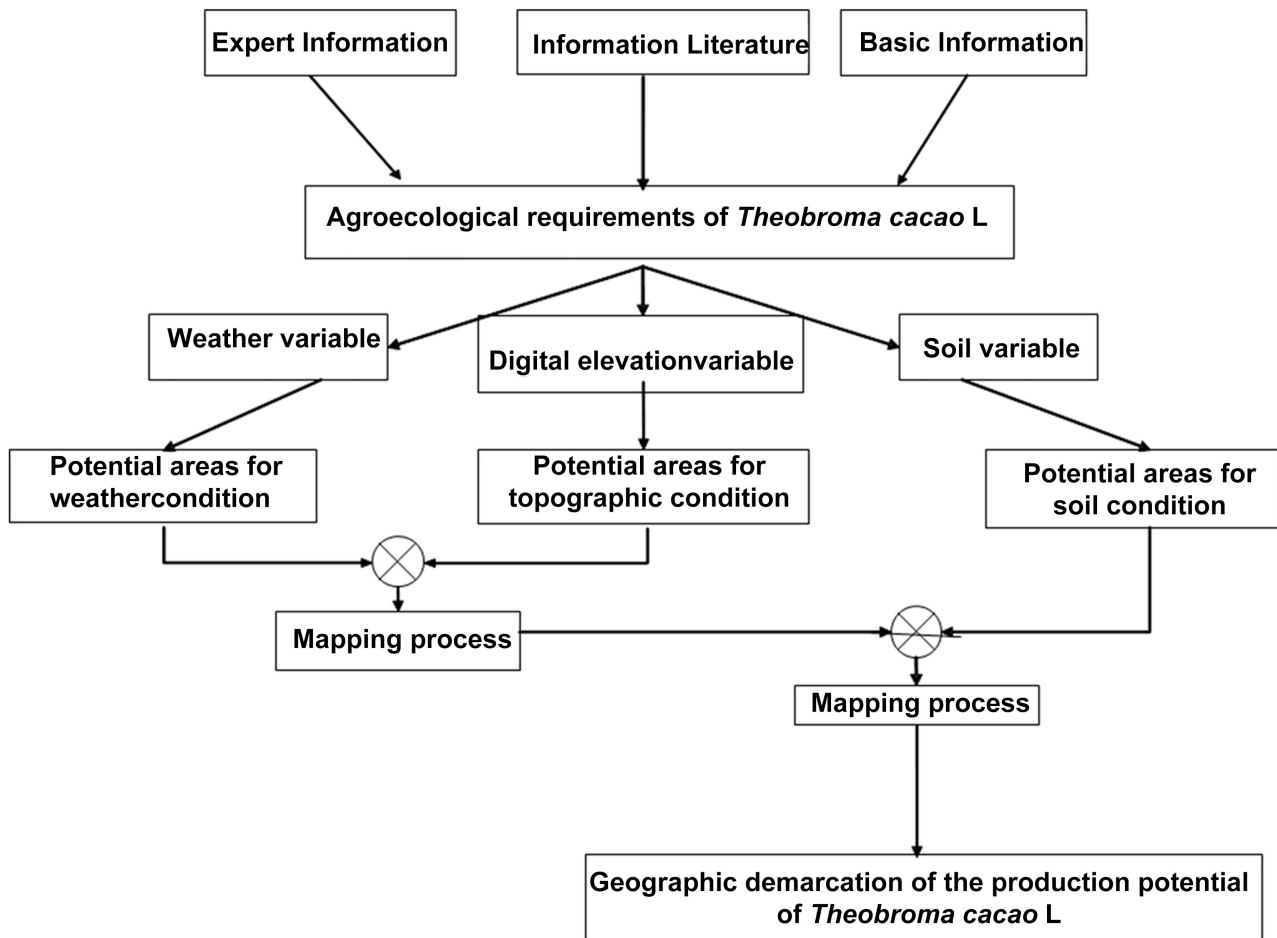 Expert Information
Information Literature
Basic Information
Agroecological requirements of Theobroma cacao L
Weather variable
Digital elevationvariable
Soil variable
Potential areas for
weathercondition
Potential areas for
topographic condition
Potential areas for
soil condition
Mapping process
Mapping process
Geographic demarcation of the production potential
of Theobroma cacao L